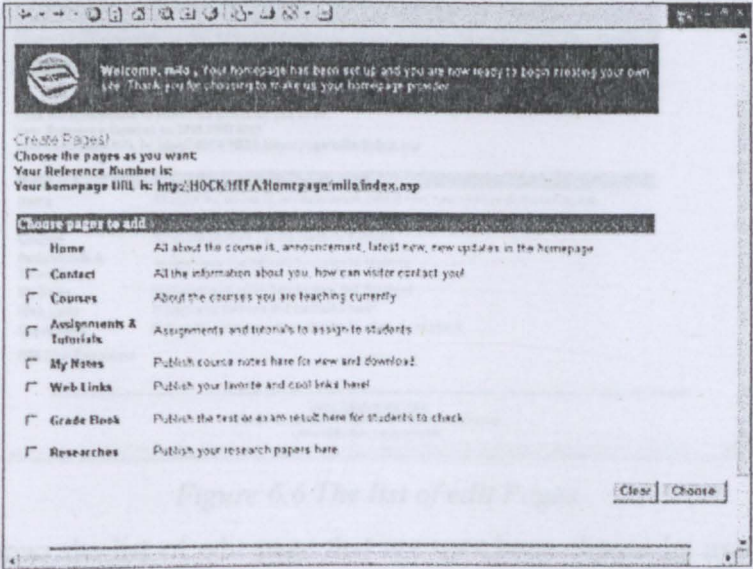 Welcome, mila , Your homepage has been set up and you are now ready to begin creating your own
site. Thank you for choosing to make us your homepage provider
Create Pages!
Choose the pages as you want;
Your Reference Number is:
Your homepage URL is: http:\\HOCK\MIFA/Homepage/mila/index.asp
Choose pages to add
Home All about the course is, announcement, latest new, new updates in the homepage
Contact All the information about you, how can visitor contact you!
Courses About the courses you are teaching currently
Assignments & Tutorials Assignments and tutorials to assign to students
My Notes Publish course notes here for view and download.
Web Links Publish your favorite and cool links here!
Grade Book Publish the test or exam result here for students to check
Researches Publish your research papers here
Clear Choose
Figure 6.6 The list of edit Pages